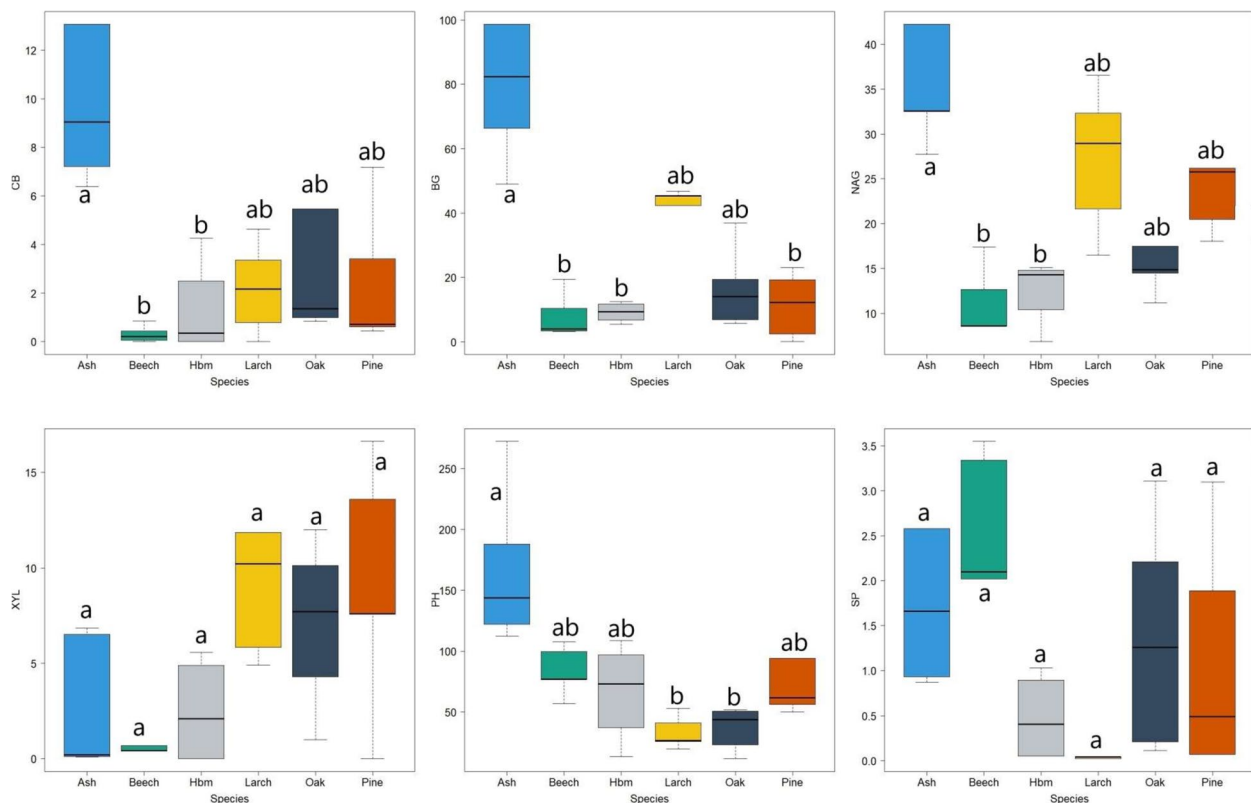 CB
12
10
8
6
4
2
0
a
b
b
ab
ab
ab
Ash Beech Hbm Larch Oak Pine
Species
BG
100
80
60
40
20
0
a
b
b
ab
ab
b
Ash Beech Hbm Larch Oak Pine
Species
NAG
40
35
30
25
20
15
10
a
b
b
ab
ab
ab
Ash Beech Hbm Larch Oak Pine
Species
XYL
15
10
5
0
a
a
a
a
a
a
Ash Beech Hbm Larch Oak Pine
Species
PH
250
200
150
100
50
a
ab
ab
b
b
ab
Ash Beech Hbm Larch Oak Pine
Species
SP
3.5
3.0
2.5
2.0
1.5
1.0
0.5
0.0
a
a
a
a
a
a
Ash Beech Hbm Larch Oak Pine
Species